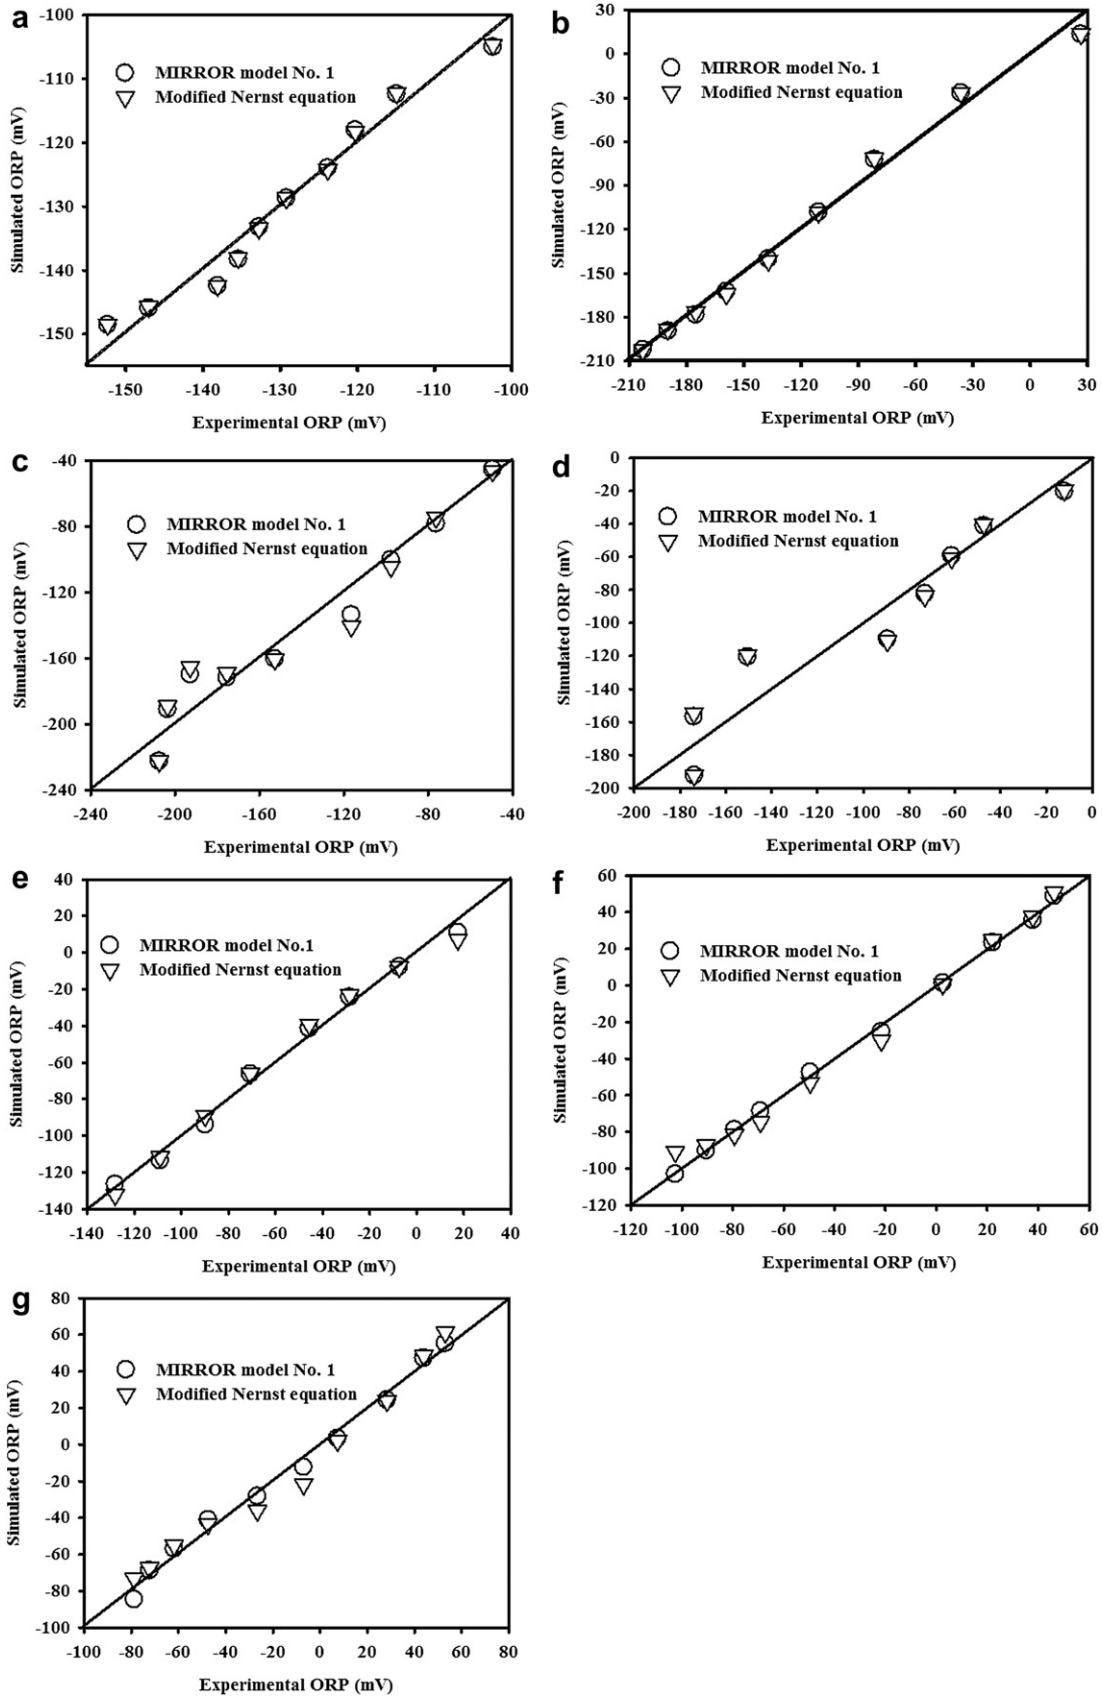 a
-100
-110
-120
-130
-140
-150
Simulated ORP (mV)
MIRROR model No. 1
Modified Nernst equation
-150 -140 -130 -120 -110 -100
Experimental ORP (mV)
b
30
0
-30
-60
-90
-120
-150
-180
-210
Simulated ORP (mV)
MIRROR model No. 1
Modified Nernst equation
-210 -180 -150 -120 -90 -60 -30 0 30
Experimental ORP (mV)
c
-40
-80
-120
-160
-200
-240
Simulated ORP (mV)
MIRROR model No. 1
Modified Nernst equation
-240 -200 -160 -120 -80 -40
Experimental ORP (mV)
d
0
-20
-40
-60
-80
-100
-120
-140
-160
-180
-200
Simulated ORP (mV)
MIRROR model No. 1
Modified Nernst equation
-200 -180 -160 -140 -120 -100 -80 -60 -40 -20 0
Experimental ORP (mV)
e
40
20
0
-20
-40
-60
-80
-100
-120
-140
Simulated ORP (mV)
MIRROR model No.1
Modified Nernst equation
-140 -120 -100 -80 -60 -40 -20 0 20 40
Experimental ORP (mV)
f
60
40
20
0
-20
-40
-60
-80
-100
-120
Simulated ORP (mV)
MIRROR model No. 1
Modified Nernst equation
-120 -100 -80 -60 -40 -20 0 20 40 60
Experimental ORP (mV)
g
80
60
40
20
0
-20
-40
-60
-80
-100
Simulated ORP (mV)
MIRROR model No. 1
Modified Nernst equation
-100 -80 -60 -40 -20 0 20 40 60 80
Experimental ORP (mV)